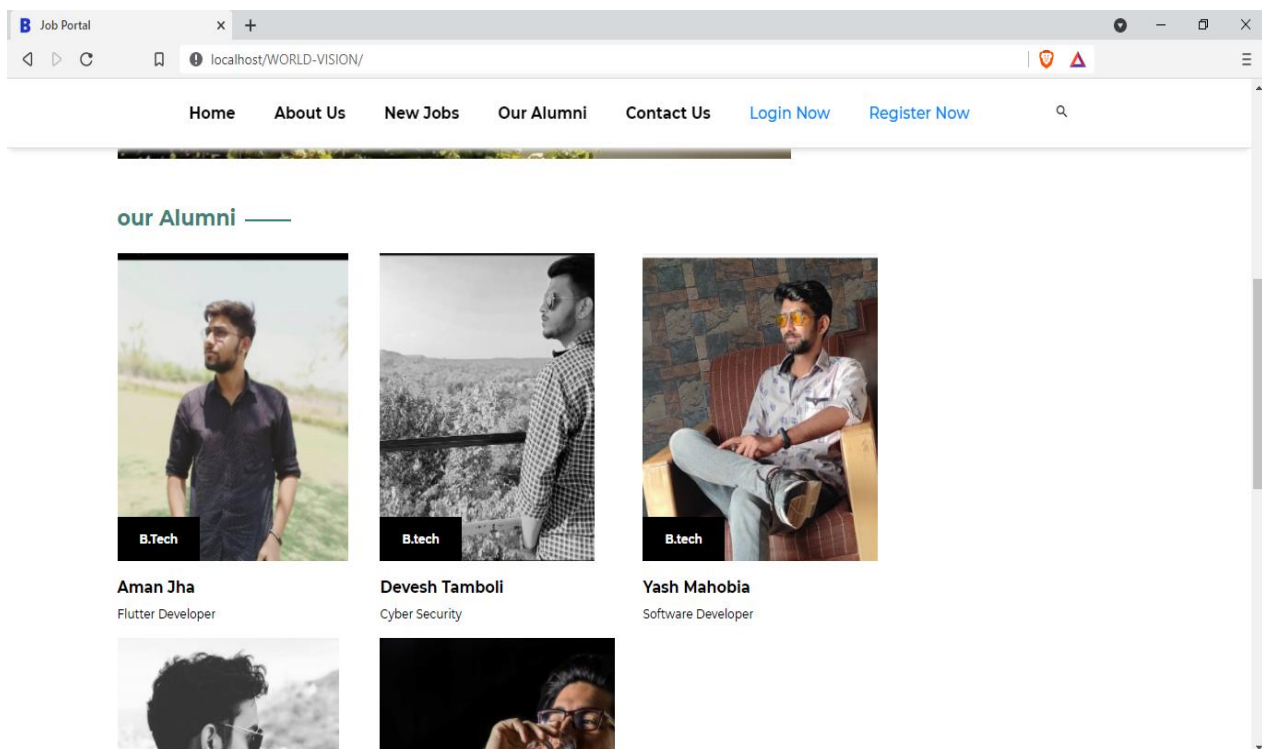 Job Portal
localhost/WORLD-VISION/
Home About Us New Jobs Our Alumni Contact Us Login Now Register Now
our Alumni
B.Tech B.tech B.tech
Aman Jha Devesh Tamboli Yash Mahobia
Flutter Developer Cyber Security Software Developer